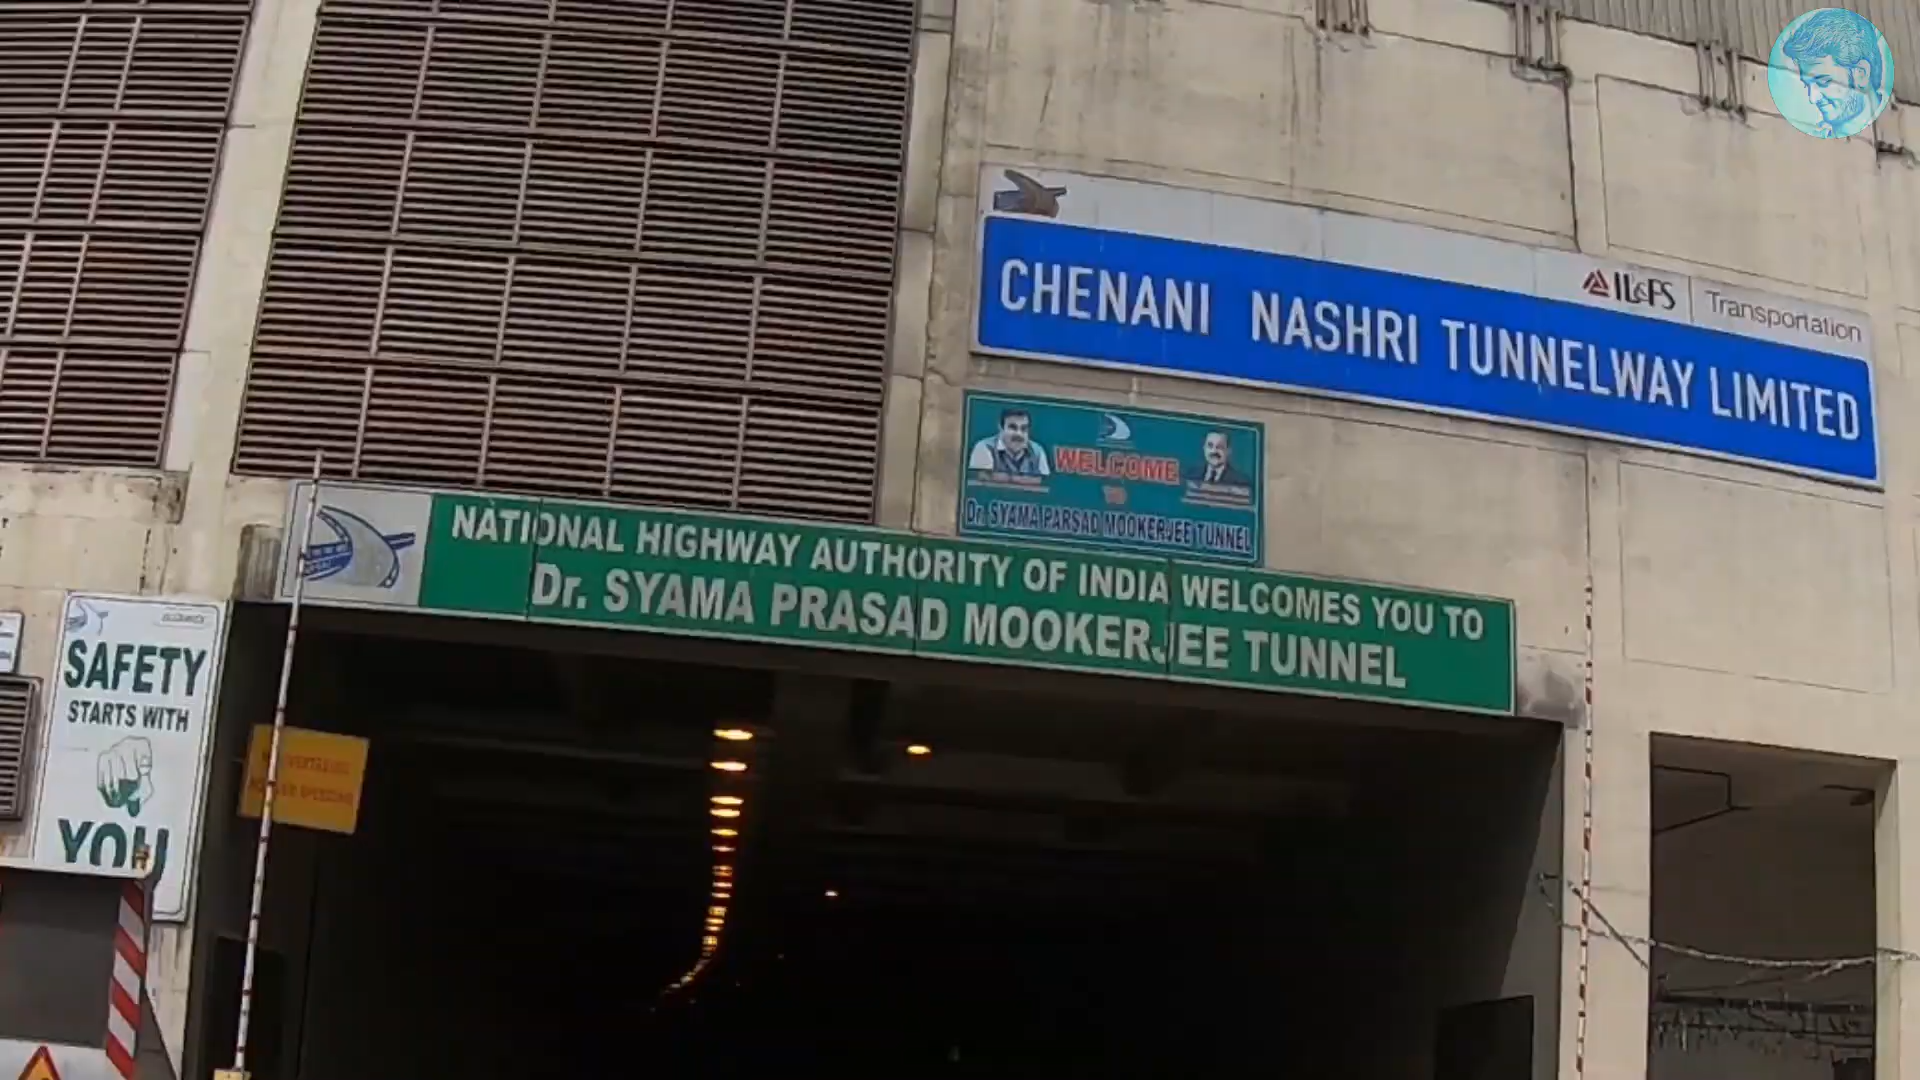 IL&FS Transportation
CHENANI NASHRI TUNNELWAY LIMITED
WELCOME
TO
Dr. SYAMA PARSAD MOOKERJEE TUNNEL
NATIONAL HIGHWAY AUTHORITY OF INDIA WELCOMES YOU TO
Dr. SYAMA PRASAD MOOKERJEE TUNNEL
SAFETY
STARTS WITH
YOU